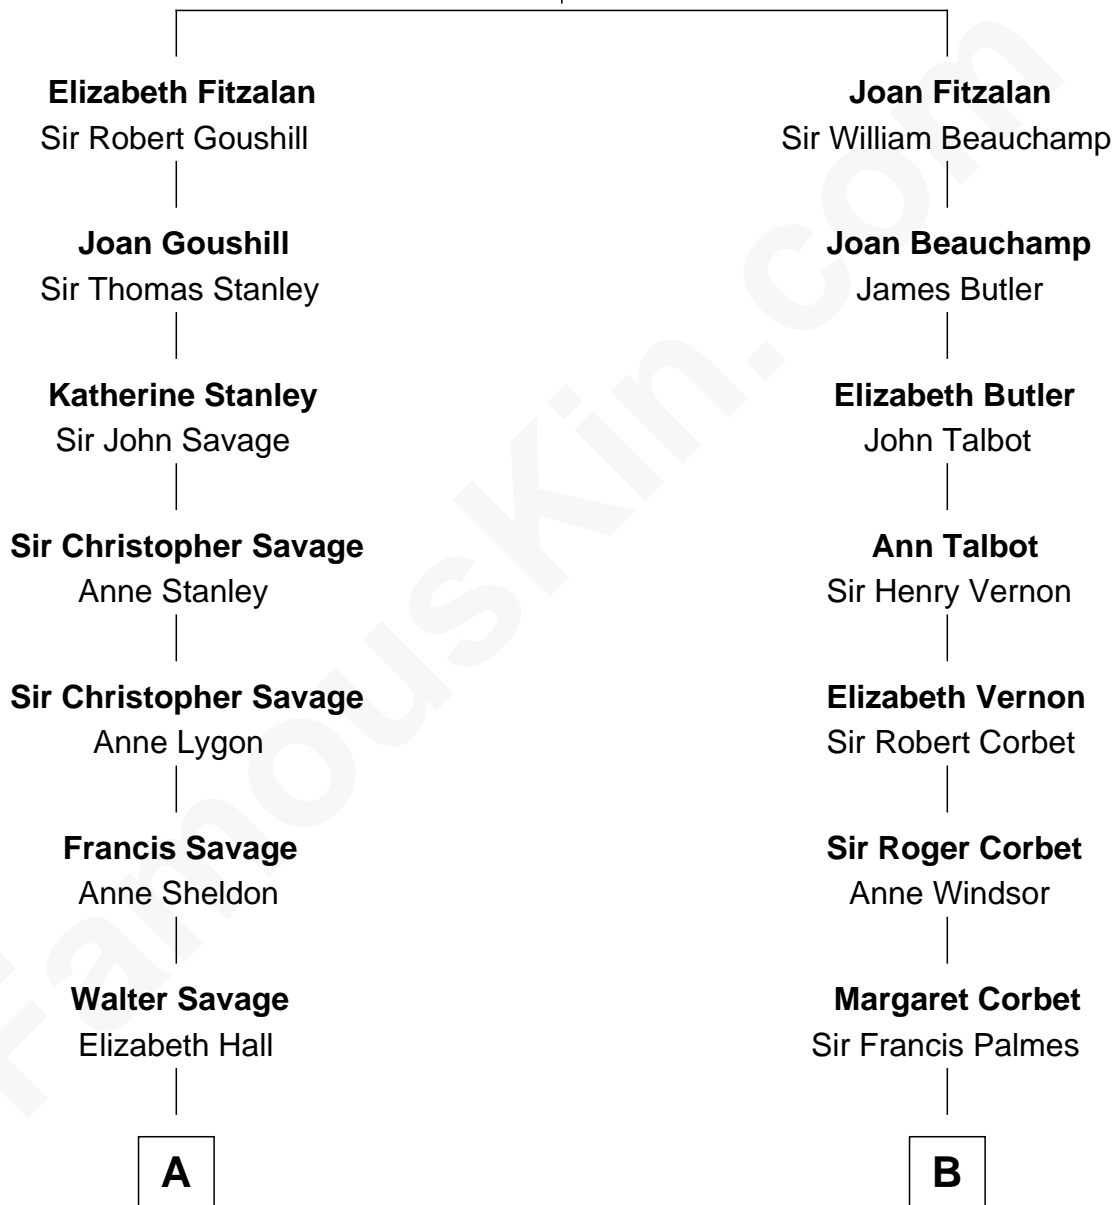 Elizabeth Fitzalan
Sir Robert Goushill
Joan Goushill
Sir Thomas Stanley
Katherine Stanley
Sir John Savage
Sir Christopher Savage
Anne Stanley
Sir Christopher Savage
Anne Lygon
Francis Savage
Anne Sheldon
Walter Savage
Elizabeth Hall
A
Joan Fitzalan
Sir William Beauchamp
Joan Beauchamp
James Butler
Elizabeth Butler
John Talbot
Ann Talbot
Sir Henry Vernon
Elizabeth Vernon
Sir Robert Corbet
Sir Roger Corbet
Anne Windsor
Margaret Corbet
Sir Francis Palmes
B
FamousKin.com